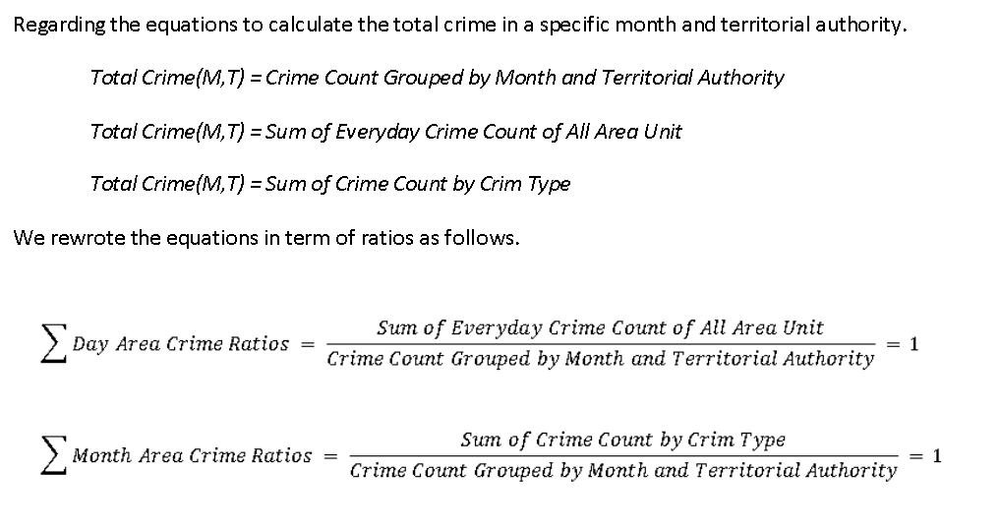 Regarding the equations to calculate the total crime in a specific month and territorial authority.
Total Crime(M,T) = Crime Count Grouped by Month and Territorial Authority
Total Crime(M,T) = Sum of Everyday Crime Count of All Area Unit
Total Crime(M,T) = Sum of Crime Count by Crim Type
We rewrote the equations in term of ratios as follows.
∑ Day Area Crime Ratios = Sum of Everyday Crime Count of All Area Unit / Crime Count Grouped by Month and Territorial Authority = 1
∑ Month Area Crime Ratios = Sum of Crime Count by Crim Type / Crime Count Grouped by Month and Territorial Authority = 1